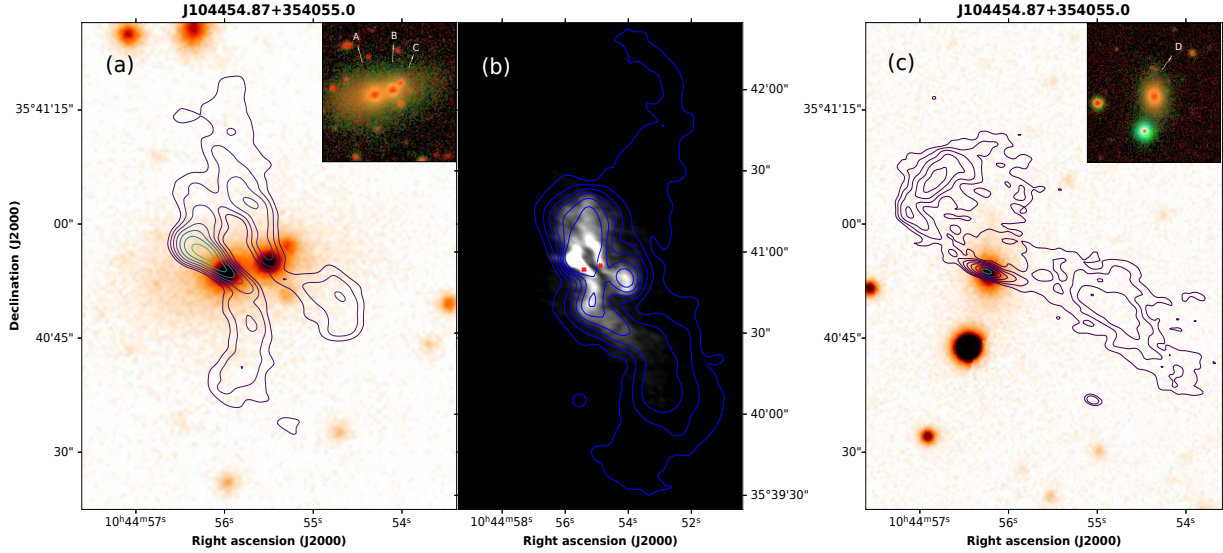 J104454.87+354055.0
J104454.87+354055.0
(a)
A
B
C
(b)
(c)
D
35°41'15"
00"
40'45"
30"
Declination (J2000)
10ʰ44ᵐ57ˢ
56ˢ
55ˢ
54ˢ
Right ascension (J2000)
42'00"
30"
41'00"
30"
40'00"
35°39'30"
10ʰ44ᵐ58ˢ
56ˢ
54ˢ
52ˢ
Right ascension (J2000)
35°41'15"
00"
40'45"
30"
10ʰ44ᵐ57ˢ
56ˢ
55ˢ
54ˢ
Right ascension (J2000)